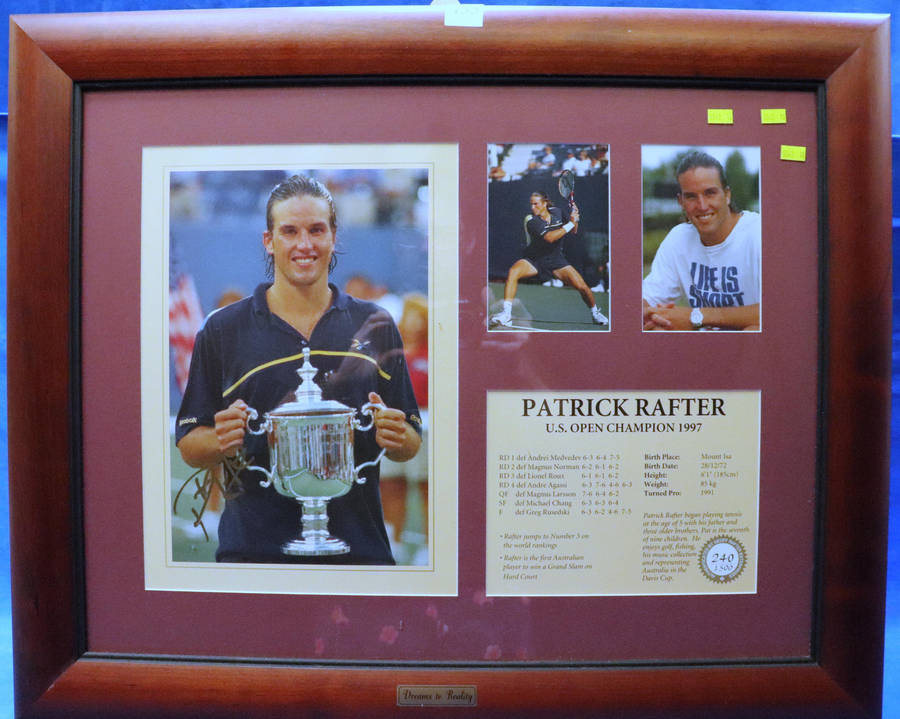 LIFE IS
SHORT
Reebok
PATRICK RAFTER
U.S. OPEN CHAMPION 1997
RD 1 def Andrei Medvedev 6-3 6-4 7-5
RD 2 def Magnus Norman 6-2 6-1 6-2
RD 3 def Lionel Roux 6-1 6-1 6-2
RD 4 def Andre Agassi 6-3 7-6 4-6 6-3
QF def Magnus Larsson 7-6 6-4 6-2
SF def Michael Chang 6-3 6-3 6-4
F def Greg Rusedski 6-3 6-2 4-6 7-5
• Rafter jumps to Number 3 on
the world rankings
• Rafter is the first Australian
player to win a Grand Slam on
Hard Court
Birth Place: Mount Isa
Birth Date: 28/12/72
Height: 6'1" (185cm)
Weight: 85 kg
Turned Pro: 1991
Patrick Rafter began playing tennis
at the age of 5 with his father and
three older brothers. Pat is the seventh
of nine children. He
enjoys golf, fishing,
his music collection
and representing
Australia in the
Davis Cup.
240
1,500
Dreams to Reality